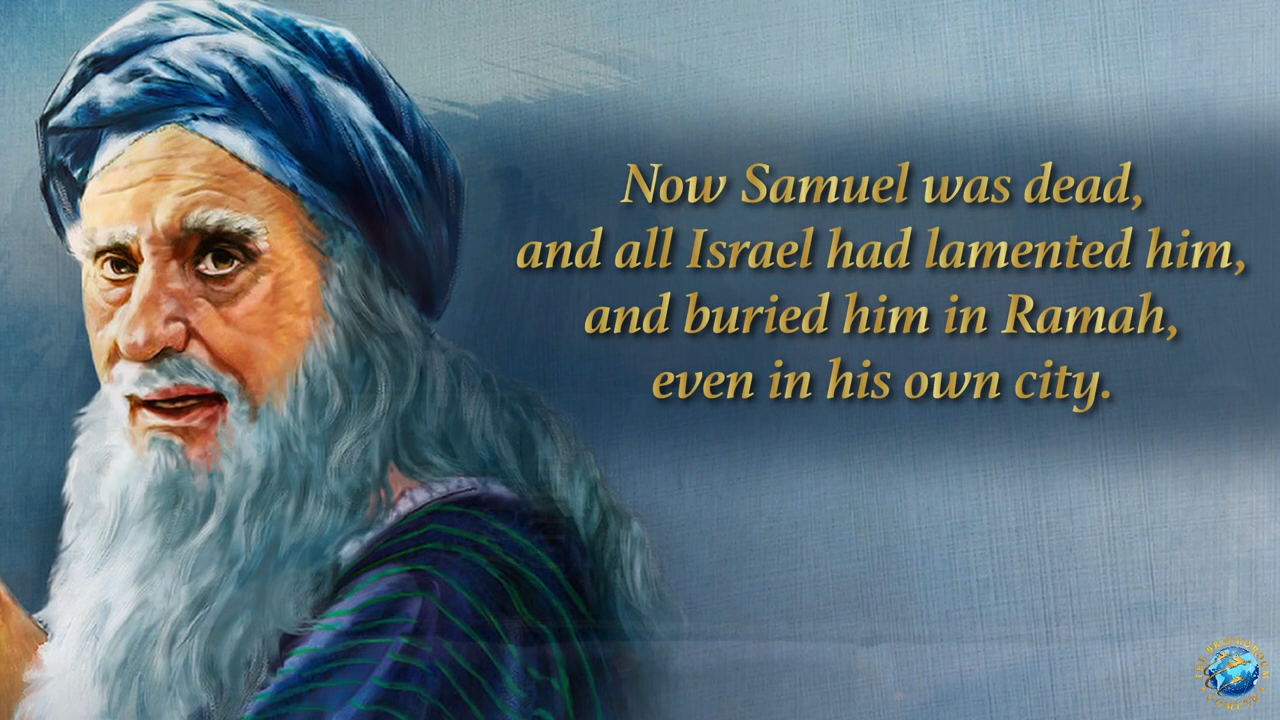 Now Samuel was dead,
and all Israel had lamented him,
and buried him in Ramah,
even in his own city.